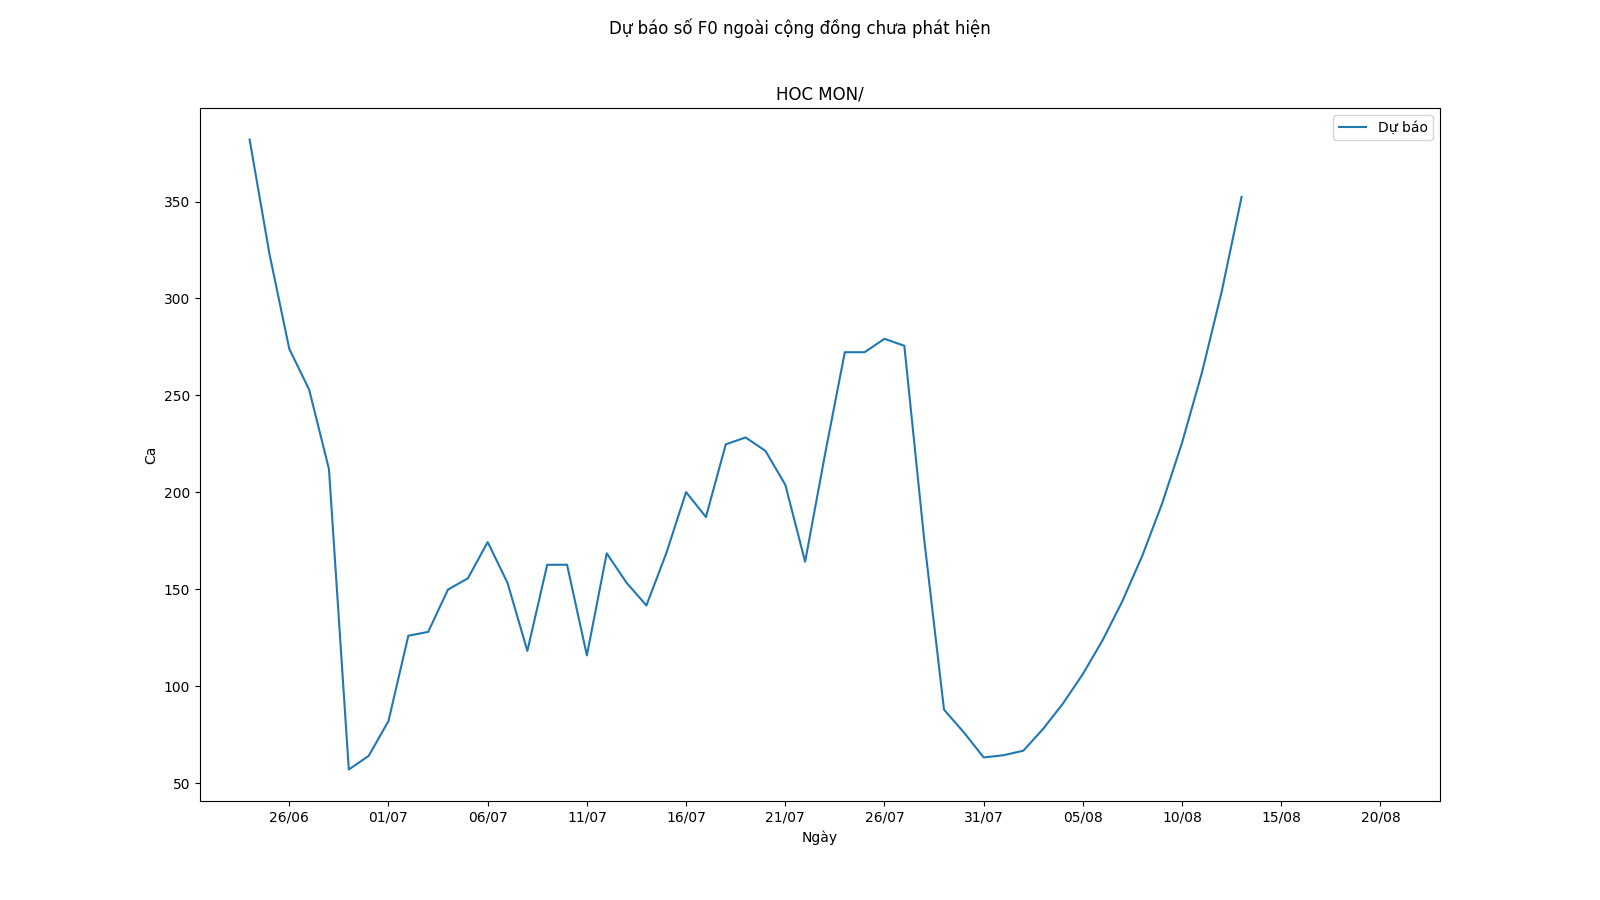 Dự báo số F0 ngoài cộng đồng chưa phát hiện
HOC MON/
Dự báo
350
300
250
200
150
100
50
Ca
26/06 01/07 06/07 11/07 16/07 21/07 26/07 31/07 05/08 10/08 15/08 20/08
Ngày